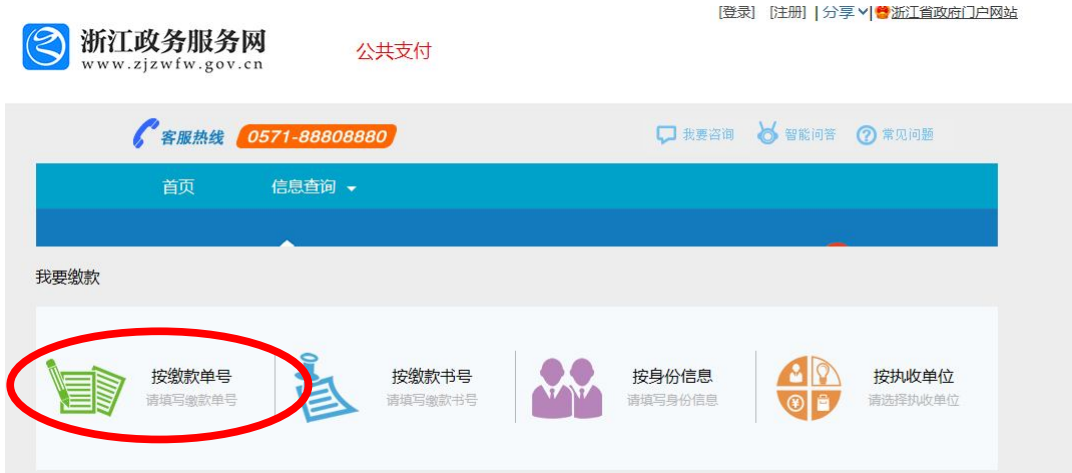 [登录] [注册] | 分享 | 浙江省政府门户网站
浙江政务服务网
www.zjzwfw.gov.cn
公共支付
客服热线 0571-88808880 我要咨询 智能问答 常见问题
首页 信息查询
我要缴款
按缴款单号 按缴款书号 按身份信息 按执收单位
请填写缴款单号 请填写缴款书号 请填写身份信息 请选择执收单位